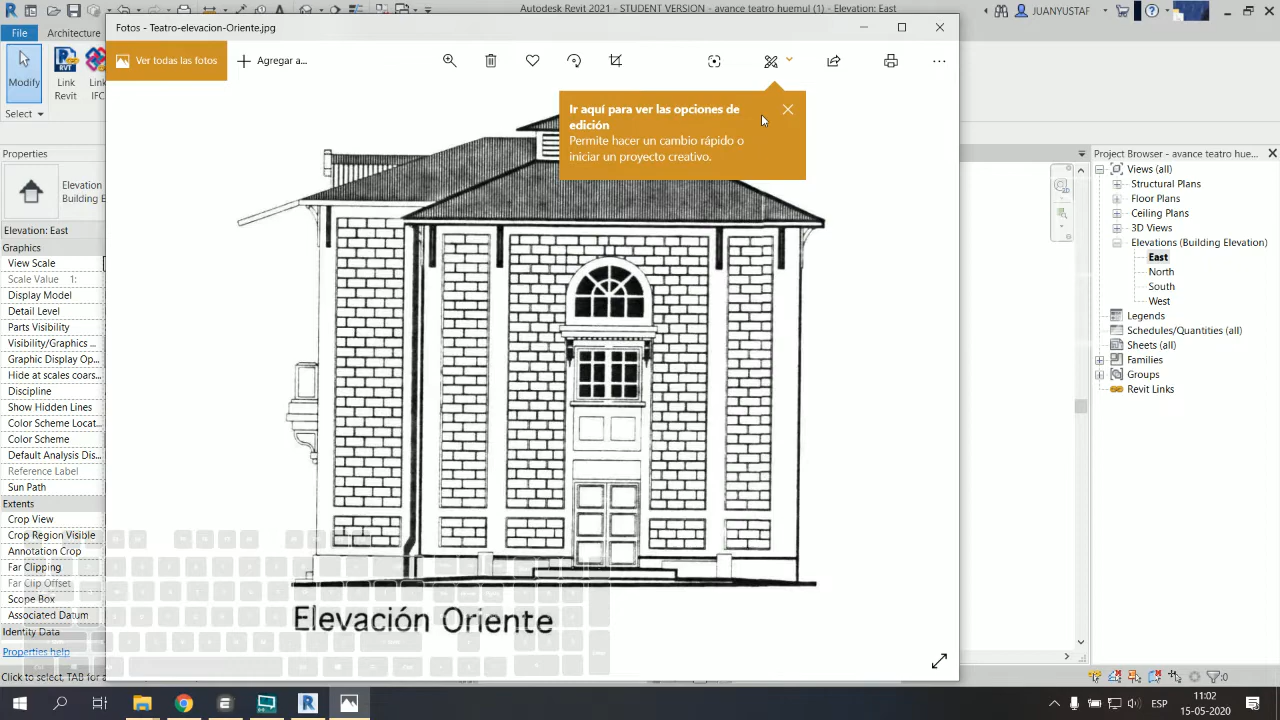 Autodesk Revit 2021 - STUDENT VERSION - avance teatro huemul - Elevation: East
JUANYUSTAF
File
Architecture
Fotos - Teatro-elevacion-Oriente.jpg
Ver todas las fotos
Agregar a...
Modify
Link
Revit
Link
IFC
Select
Ir aquí para ver las opciones de
edición
Permite hacer un cambio rápido o
iniciar un proyecto creativo.
Properties
Elevation
Building E
Elevation: East
Graphics
View Scale
Scale Value 1:
Display Model
Detail Level
Parts Visibility
Visibility/Graphics ...
Graphic Display Op...
Hide at scales coars...
Discipline
Show Hidden Lines
Color Scheme Locat...
Color Scheme
Default Analysis Dis...
Reference Label
Sun Path
Extents
Crop View
Crop Region Visible
Annotation Crop
Far Clipping
Far Clip Offset
Scope Box
Associated Datum
Identity Data
Properties help
Click to select, TAB for a
Project Browser - avance teatro hue...
Views (all)
Structural Plans
Floor Plans
Ceiling Plans
3D Views
Elevations (Building Elevation)
East
North
South
West
Legends
Schedules/Quantities (all)
Sheets (all)
Families
Groups
Revit Links
Elevación Oriente
:0
ESP
11:02
15-05-2020